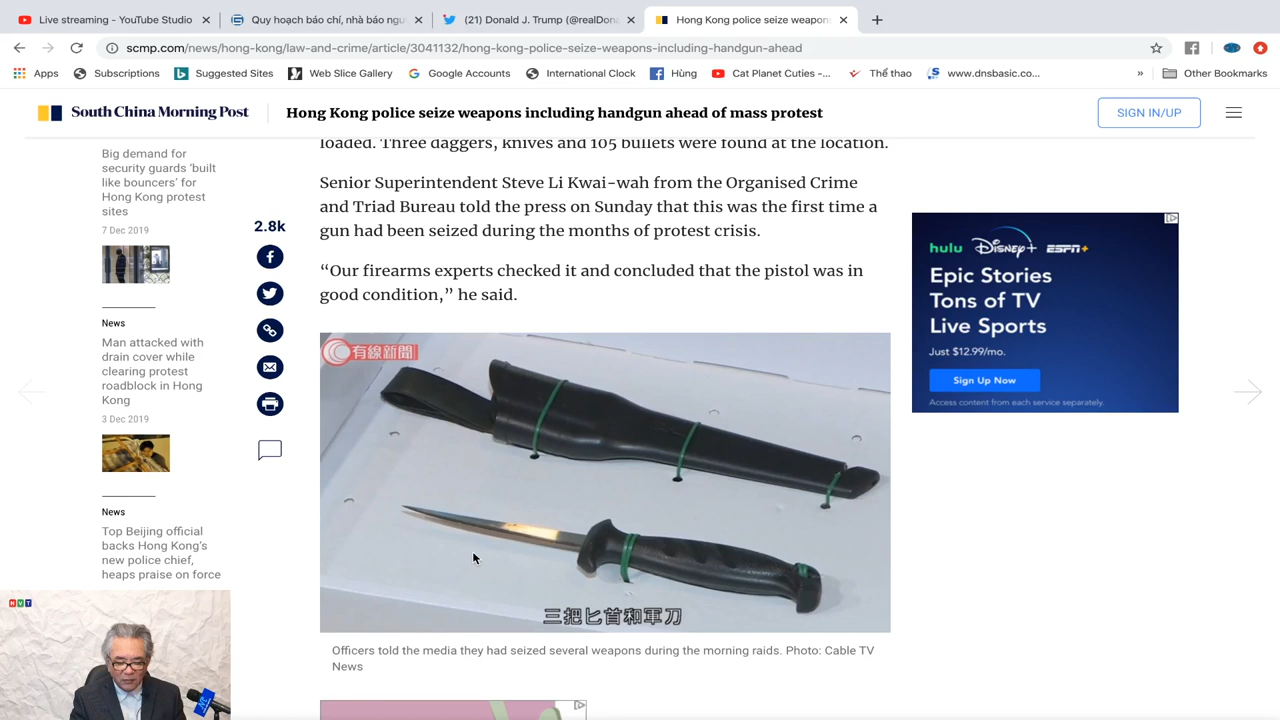 Live streaming - YouTube Studio
Quy hoạch báo chí, nhà báo ngư
(21) Donald J. Trump (@realDon
Hong Kong police seize weapons
scmp.com/news/hong-kong/law-and-crime/article/3041132/hong-kong-police-seize-weapons-including-handgun-ahead
Apps
Subscriptions
Suggested Sites
Web Slice Gallery
Google Accounts
International Clock
Hùng
Cat Planet Cuties -...
Thể thao
www.dnsbasic.co...
»
Other Bookmarks
South China Morning Post
Hong Kong police seize weapons including handgun ahead of mass protest
SIGN IN/UP
Big demand for
security guards ‘built
like bouncers’ for
Hong Kong protest
sites
7 Dec 2019
News
Man attacked with
drain cover while
clearing protest
roadblock in Hong
Kong
3 Dec 2019
News
Top Beijing official
backs Hong Kong’s
new police chief,
heaps praise on force
HVT
2.8k
loaded. Three daggers, knives and 105 bullets were found at the location.
Senior Superintendent Steve Li Kwai-wah from the Organised Crime
and Triad Bureau told the press on Sunday that this was the first time a
gun had been seized during the months of protest crisis.
“Our firearms experts checked it and concluded that the pistol was in
good condition,” he said.
有線新聞
三把匕首和軍刀
Officers told the media they had seized several weapons during the morning raids. Photo: Cable TV
News
hulu Disney+ ESPN+
Epic Stories
Tons of TV
Live Sports
Just $12.99/mo.
Sign Up Now
Access content from each service separately.